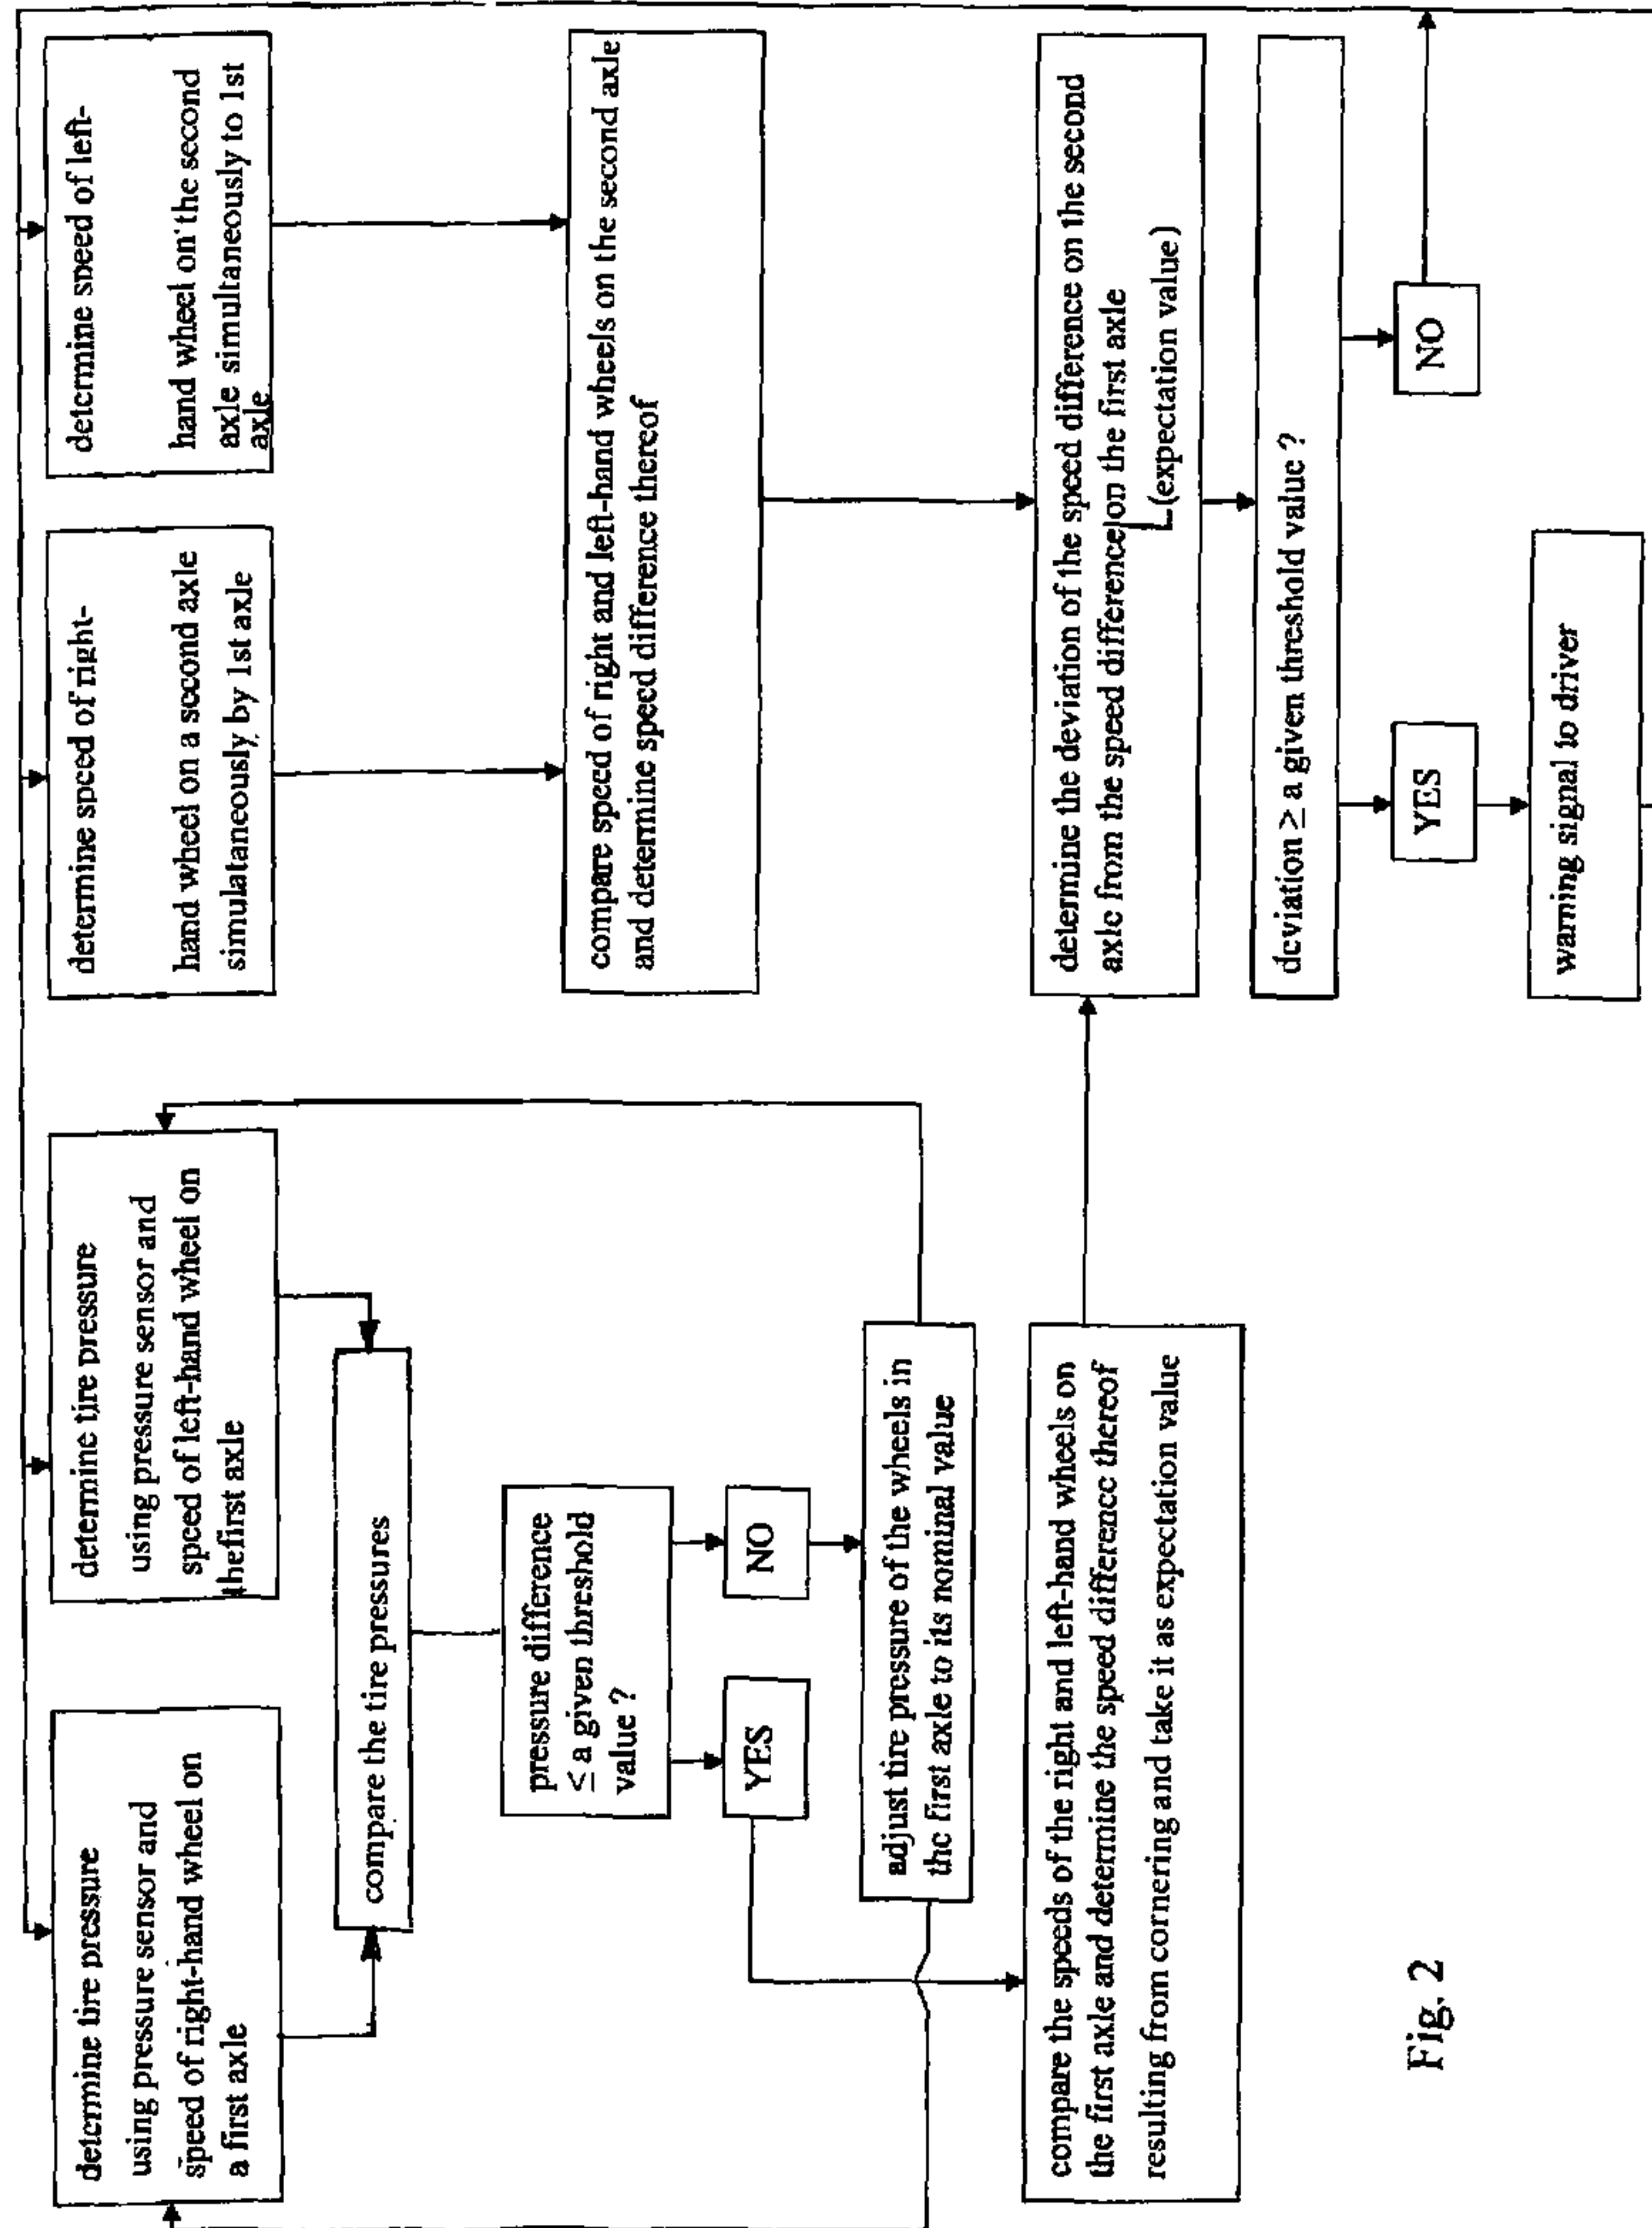 determine tire pressure
using pressure sensor and
speed of right-hand wheel on
a first axle
determine tire pressure
using pressure sensor and
speed of left-hand wheel on
thefirst axle
determine speed of right-
hand wheel on a second axle
simulataneously by 1st axle
determine speed of left-
hand wheel on the second
axle simultaneously to 1st
axle
compare the tire pressures
pressure difference
≤ a given threshold
value ?
YES
NO
adjust tire pressure of the wheels in
the first axle to its nominal value
compare the speeds of the right and left-hand wheels on
the first axle and determine the speed difference thereof
resulting from cornering and take it as expectation value
compare speed of right and left-hand wheels on the second axle
and determine speed difference thereof
determine the deviation of the speed difference on the second
axle from the speed difference on the first axle
(expectation value)
deviation ≥ a given threshold value ?
YES
NO
warning signal to driver
Fig. 2